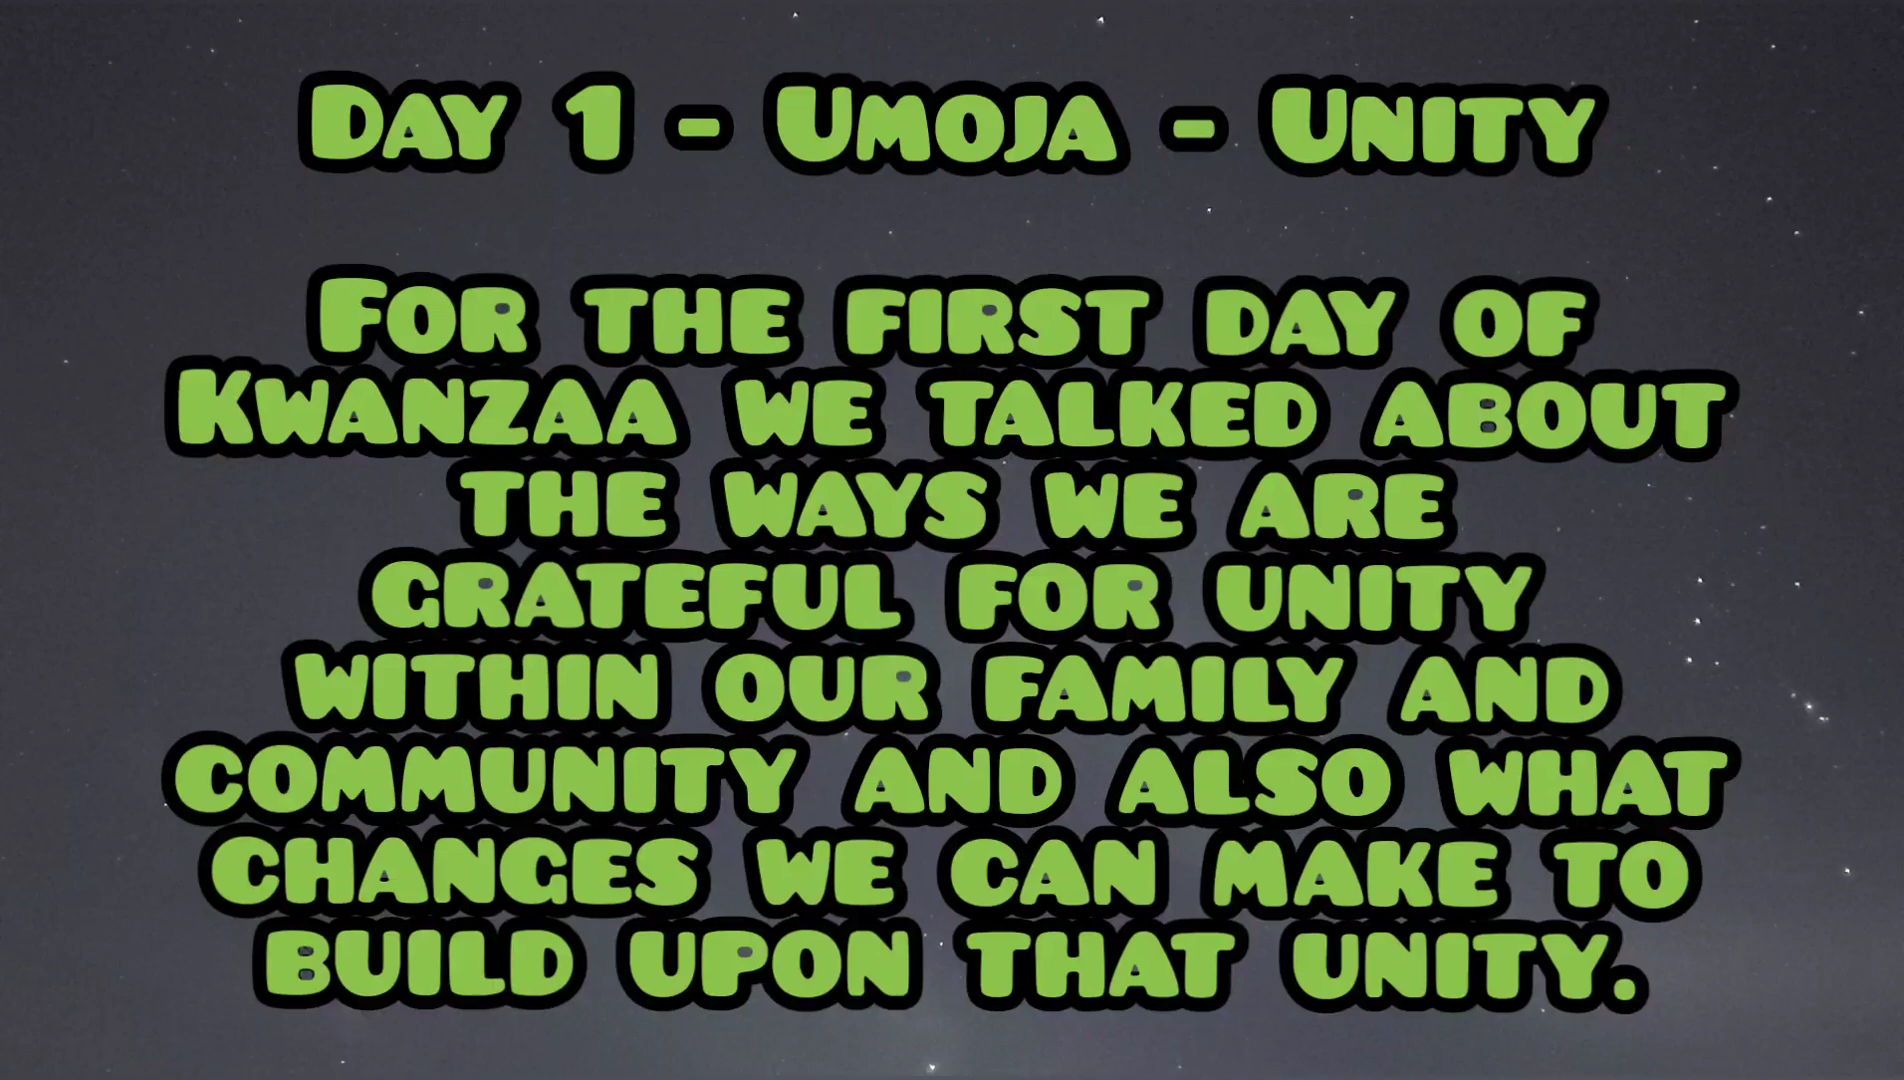 Day 1 - Umoja - Unity
For the first day of
Kwanzaa we talked about
the ways we are
grateful for unity
within our family and
community and also what
changes we can make to
build upon that unity.